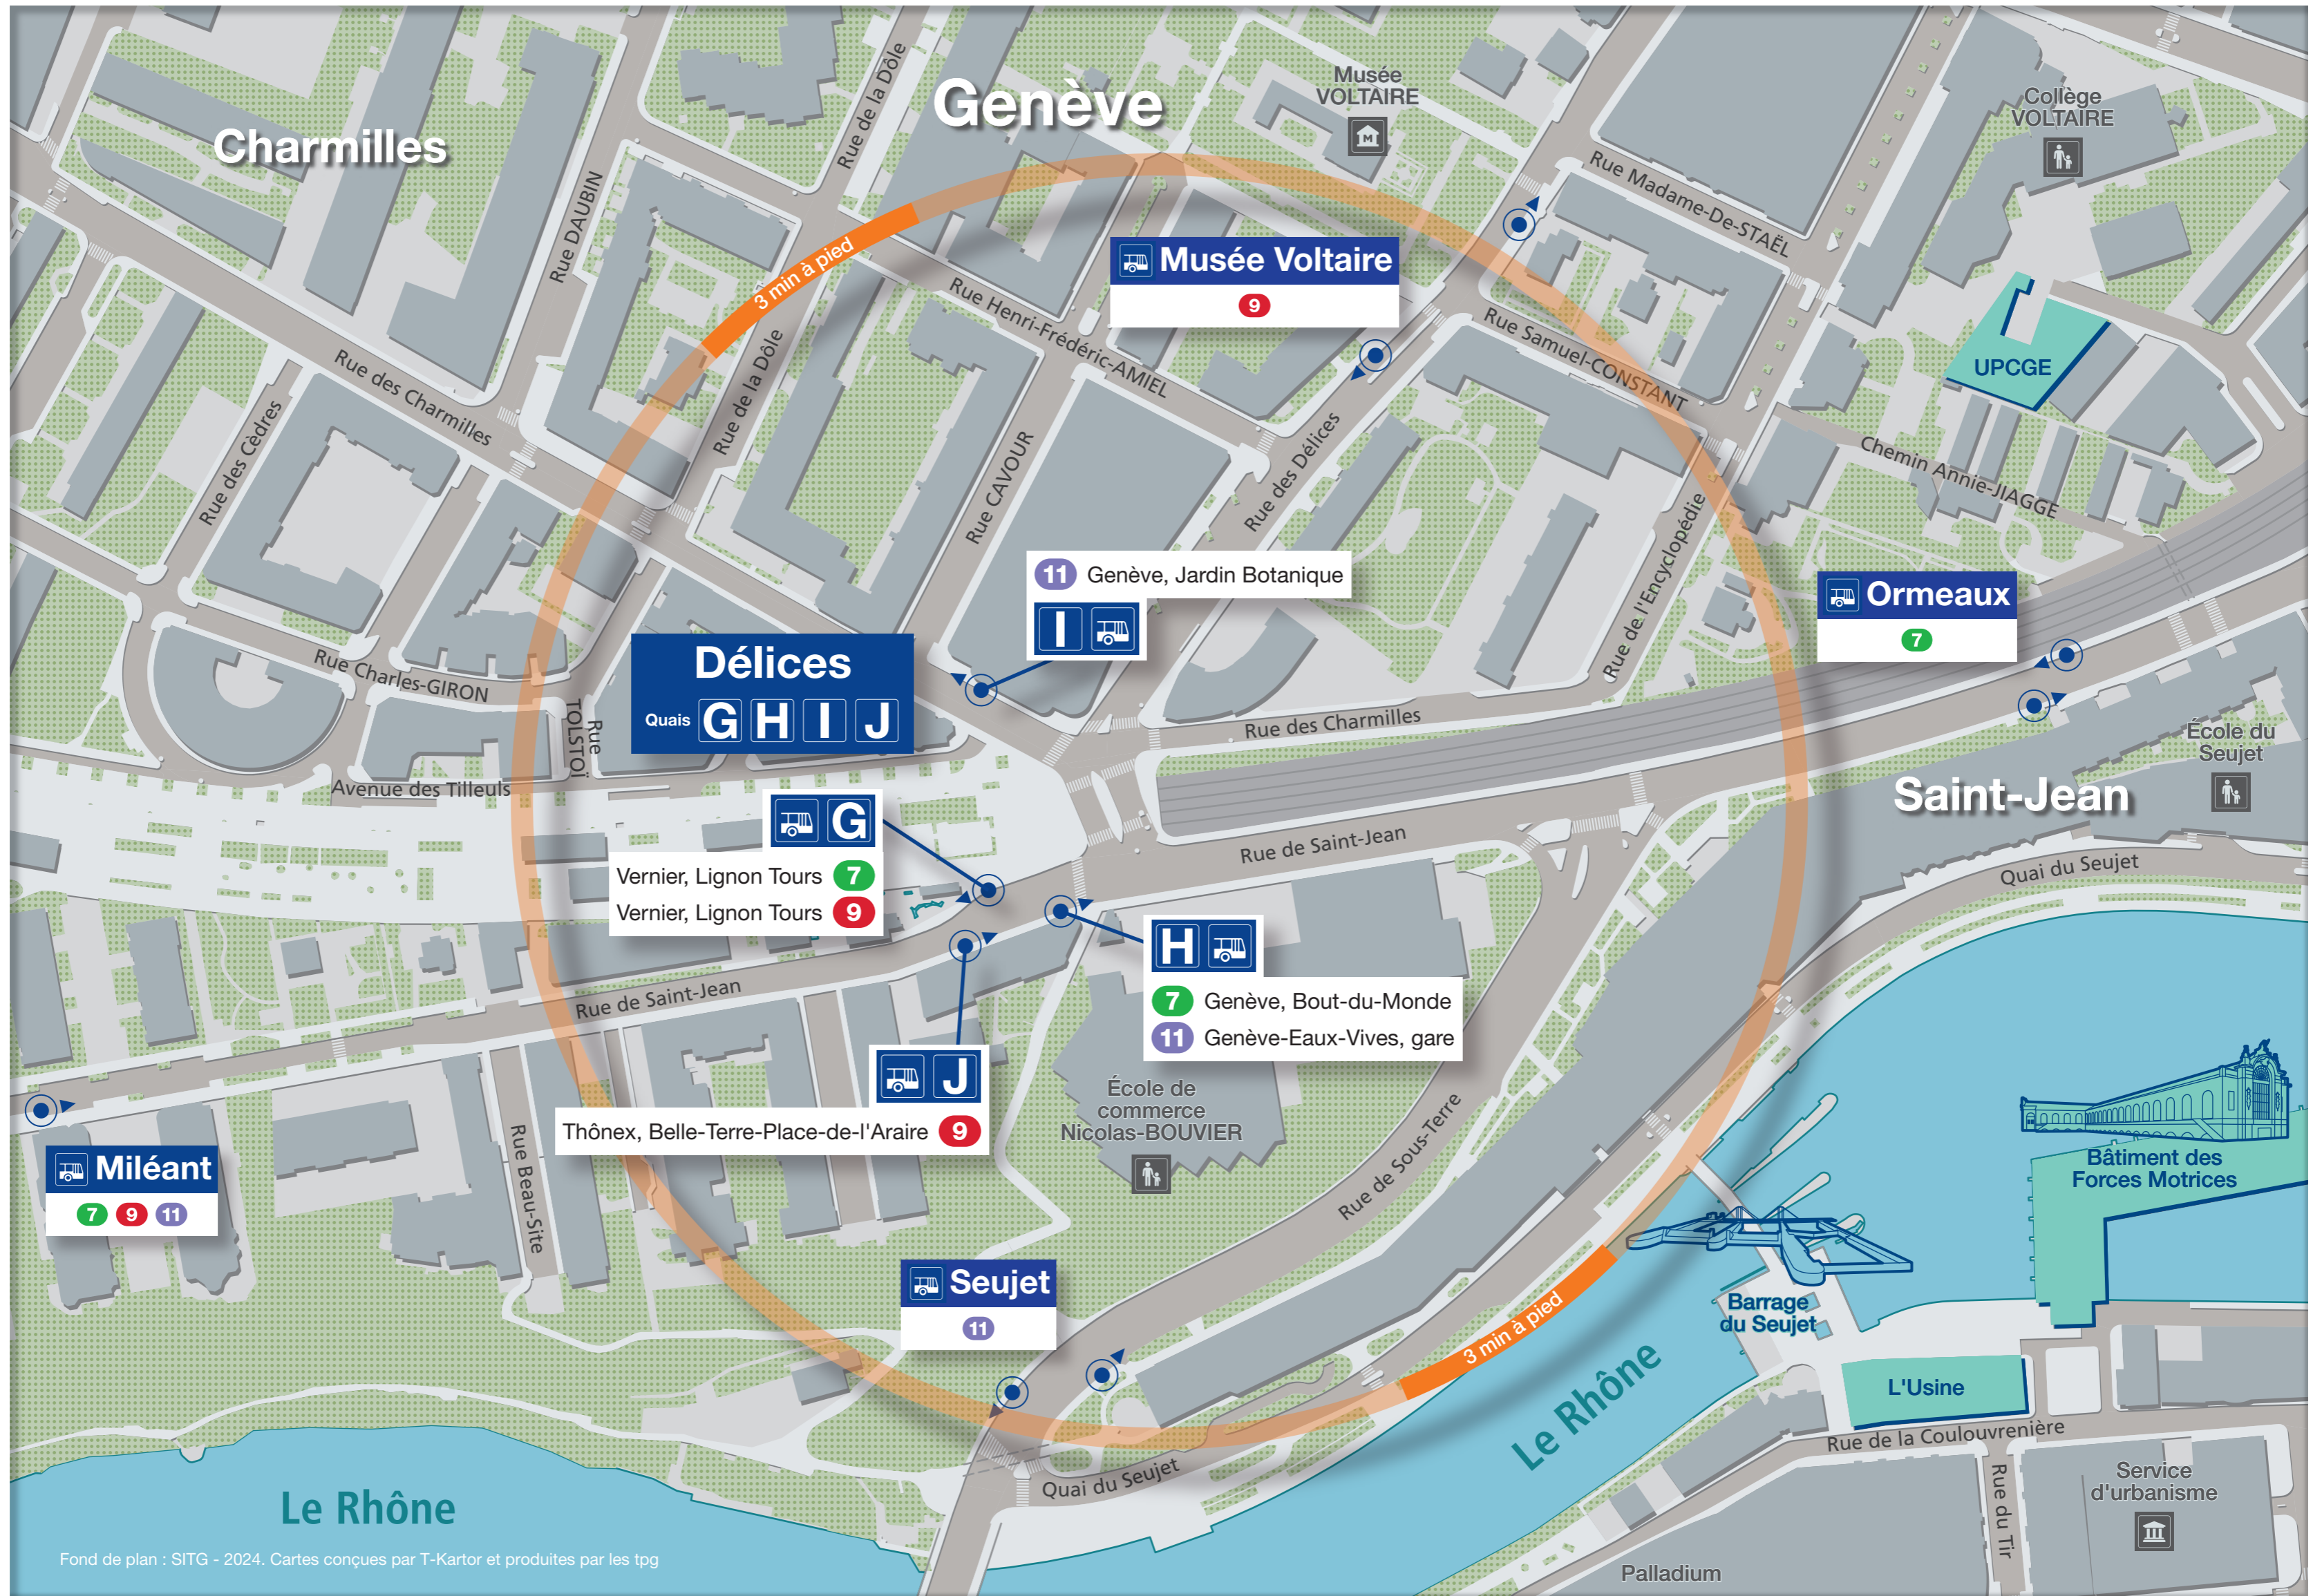 Genève
Charmilles
Musée
VOLTAIRE
Collège
VOLTAIRE
Rue de la Dôle
Rue DAUBIN
Rue Madame-De-STAËL
3 min à pied
Musée Voltaire
9
Rue Henri-Frédéric-AMIEL
Rue Samuel-CONSTANT
UPCGE
Rue des Charmilles
Rue de la Dôle
Rue des Cèdres
Rue CAVOUR
Rue des Délices
Chemin Annie-JIAGGE
Rue de l'Encyclopédie
11 Genève, Jardin Botanique
I
Ormeaux
7
Rue Charles-GIRON
Délices
Quais G H I J
Rue
TOLSTOÏ
Rue des Charmilles
École du
Seujet
Avenue des Tilleuls
Saint-Jean
G
Vernier, Lignon Tours 7
Vernier, Lignon Tours 9
Rue de Saint-Jean
Quai du Seujet
H
7 Genève, Bout-du-Monde
11 Genève-Eaux-Vives, gare
Rue de Saint-Jean
J
Thônex, Belle-Terre-Place-de-l'Araire 9
École de
commerce
Nicolas-BOUVIER
Rue de Sous-Terre
Miléant
7 9 11
Rue Beau-Site
Bâtiment des
Forces Motrices
Seujet
11
Barrage
du Seujet
3 min à pied
L'Usine
Le Rhône
Rue de la Coulouvrenière
Quai du Seujet
Service
d'urbanisme
Rue du Tir
Le Rhône
Palladium
Fond de plan : SITG - 2024. Cartes conçues par T-Kartor et produites par les tpg
M